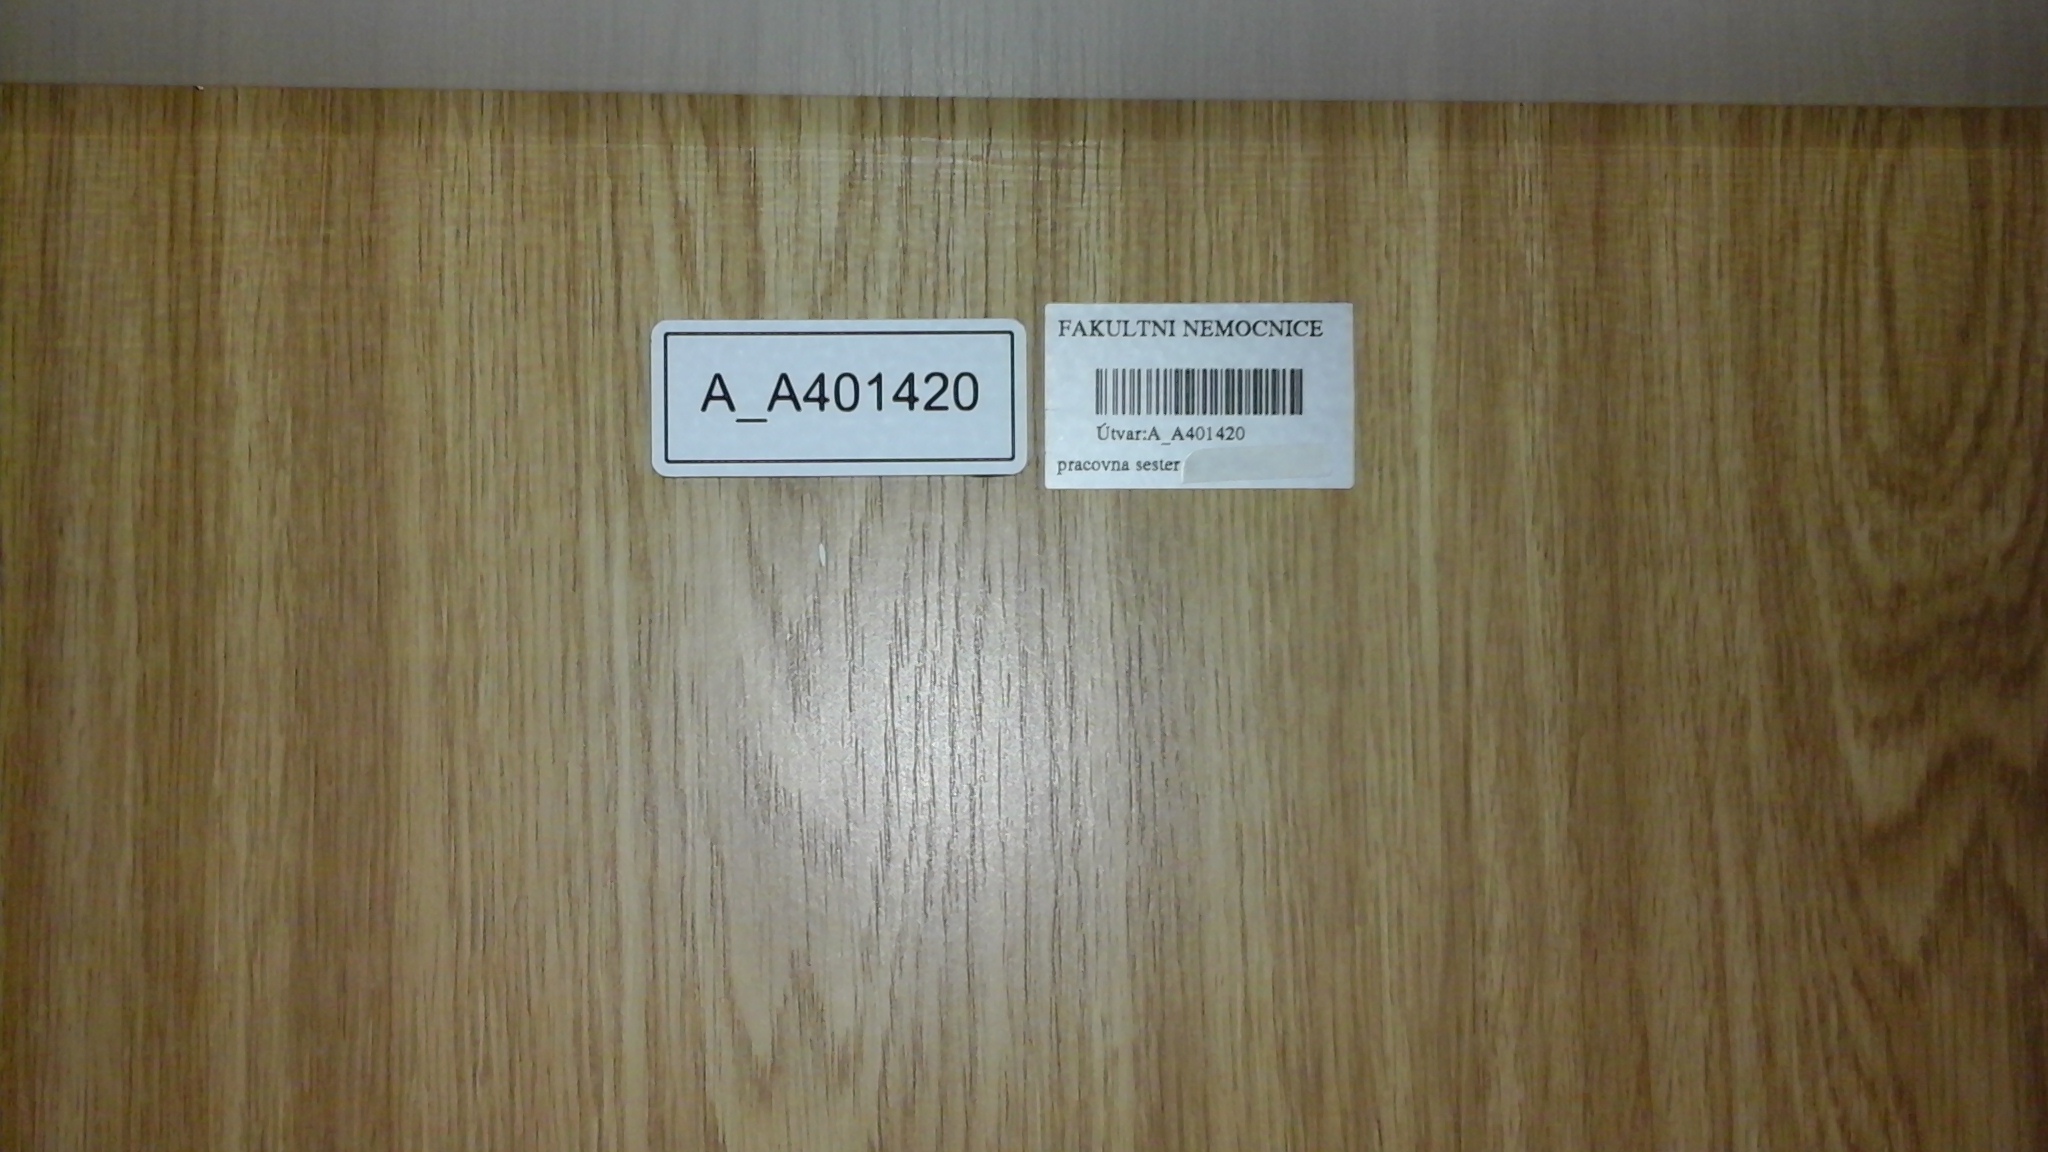 A_A401420
FAKULTNI NEMOCNICE
Útvar:A_A401420
pracovna sester